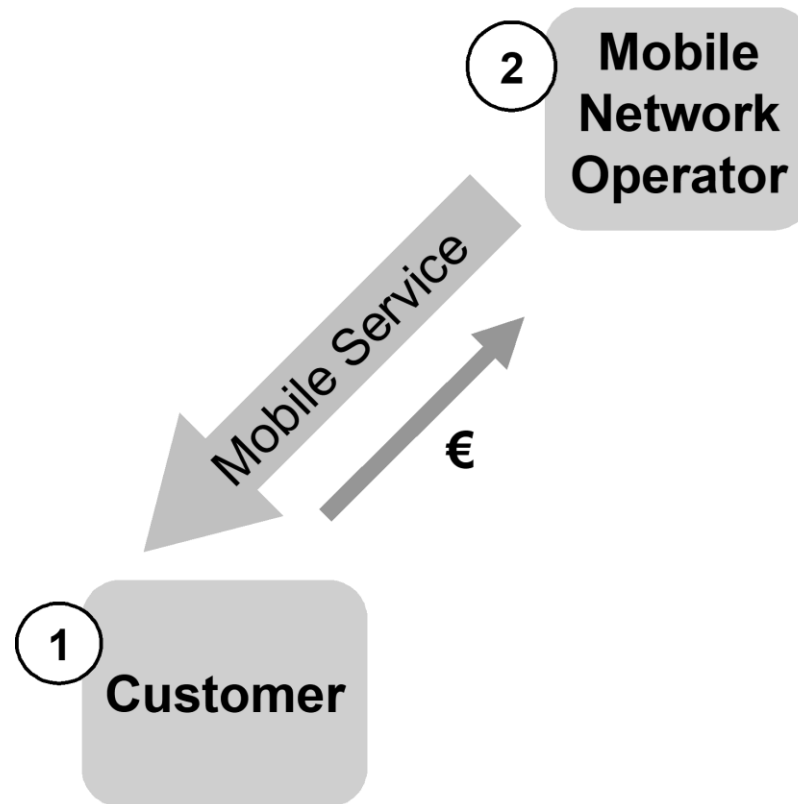 2
Mobile
Network
Operator
Mobile Service
€
1
Customer